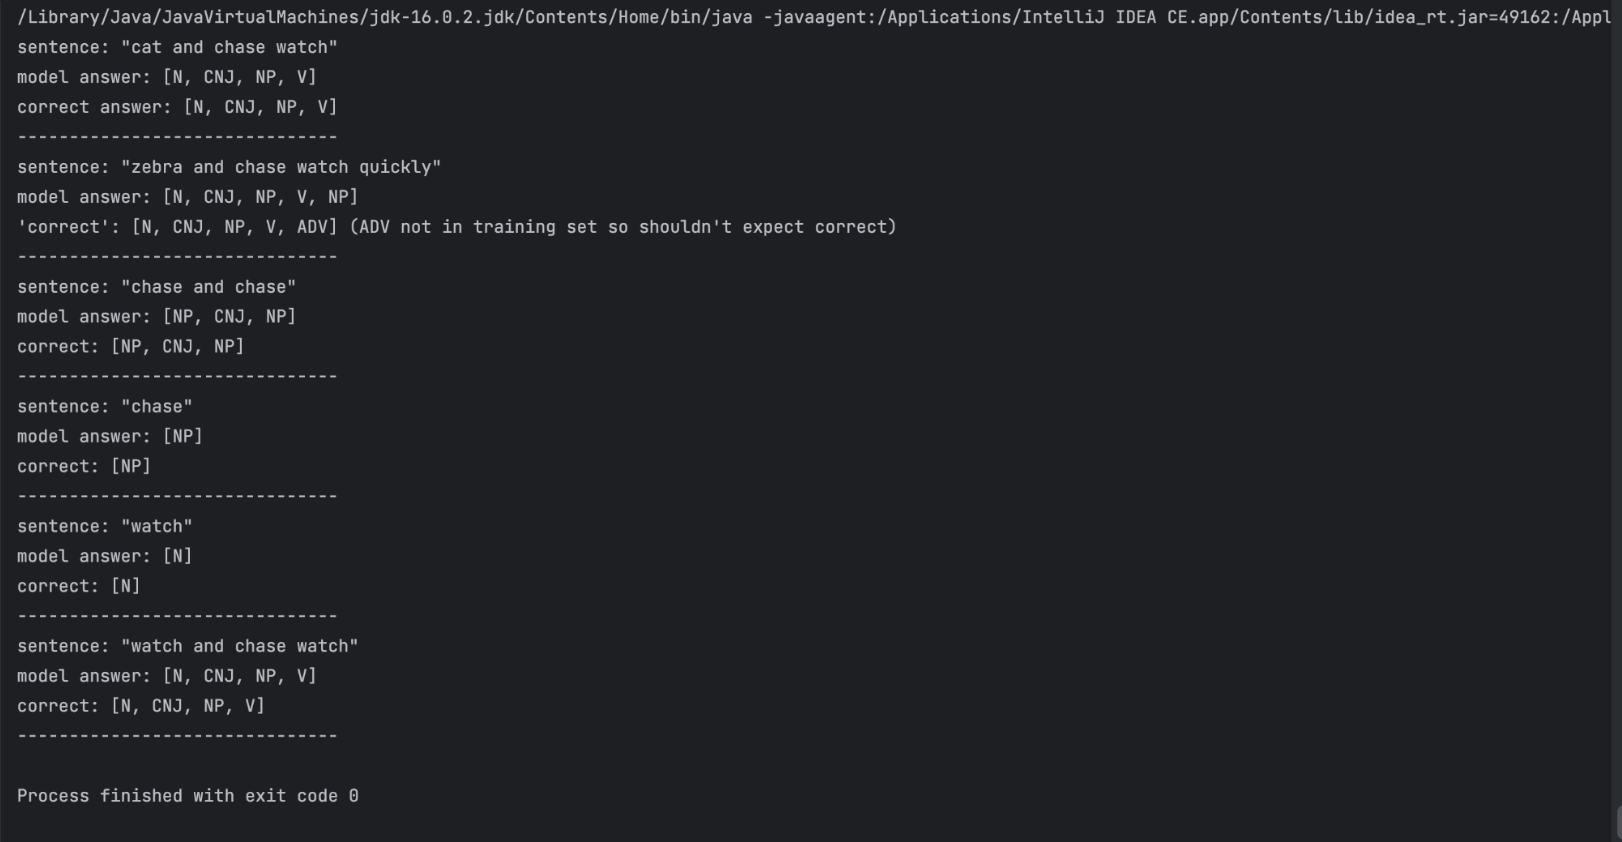 /Library/Java/JavaVirtualMachines/jdk-16.0.2.jdk/Contents/Home/bin/java -javaagent:/Applications/IntelliJ IDEA CE.app/Contents/lib/idea_rt.jar=49162:/Appl
sentence: "cat and chase watch"
model answer: [N, CNJ, NP, V]
correct answer: [N, CNJ, NP, V]
-------------------------------
sentence: "zebra and chase watch quickly"
model answer: [N, CNJ, NP, V, NP]
'correct': [N, CNJ, NP, V, ADV] (ADV not in training set so shouldn't expect correct)
-------------------------------
sentence: "chase and chase"
model answer: [NP, CNJ, NP]
correct: [NP, CNJ, NP]
-------------------------------
sentence: "chase"
model answer: [NP]
correct: [NP]
-------------------------------
sentence: "watch"
model answer: [N]
correct: [N]
-------------------------------
sentence: "watch and chase watch"
model answer: [N, CNJ, NP, V]
correct: [N, CNJ, NP, V]
-------------------------------
Process finished with exit code 0